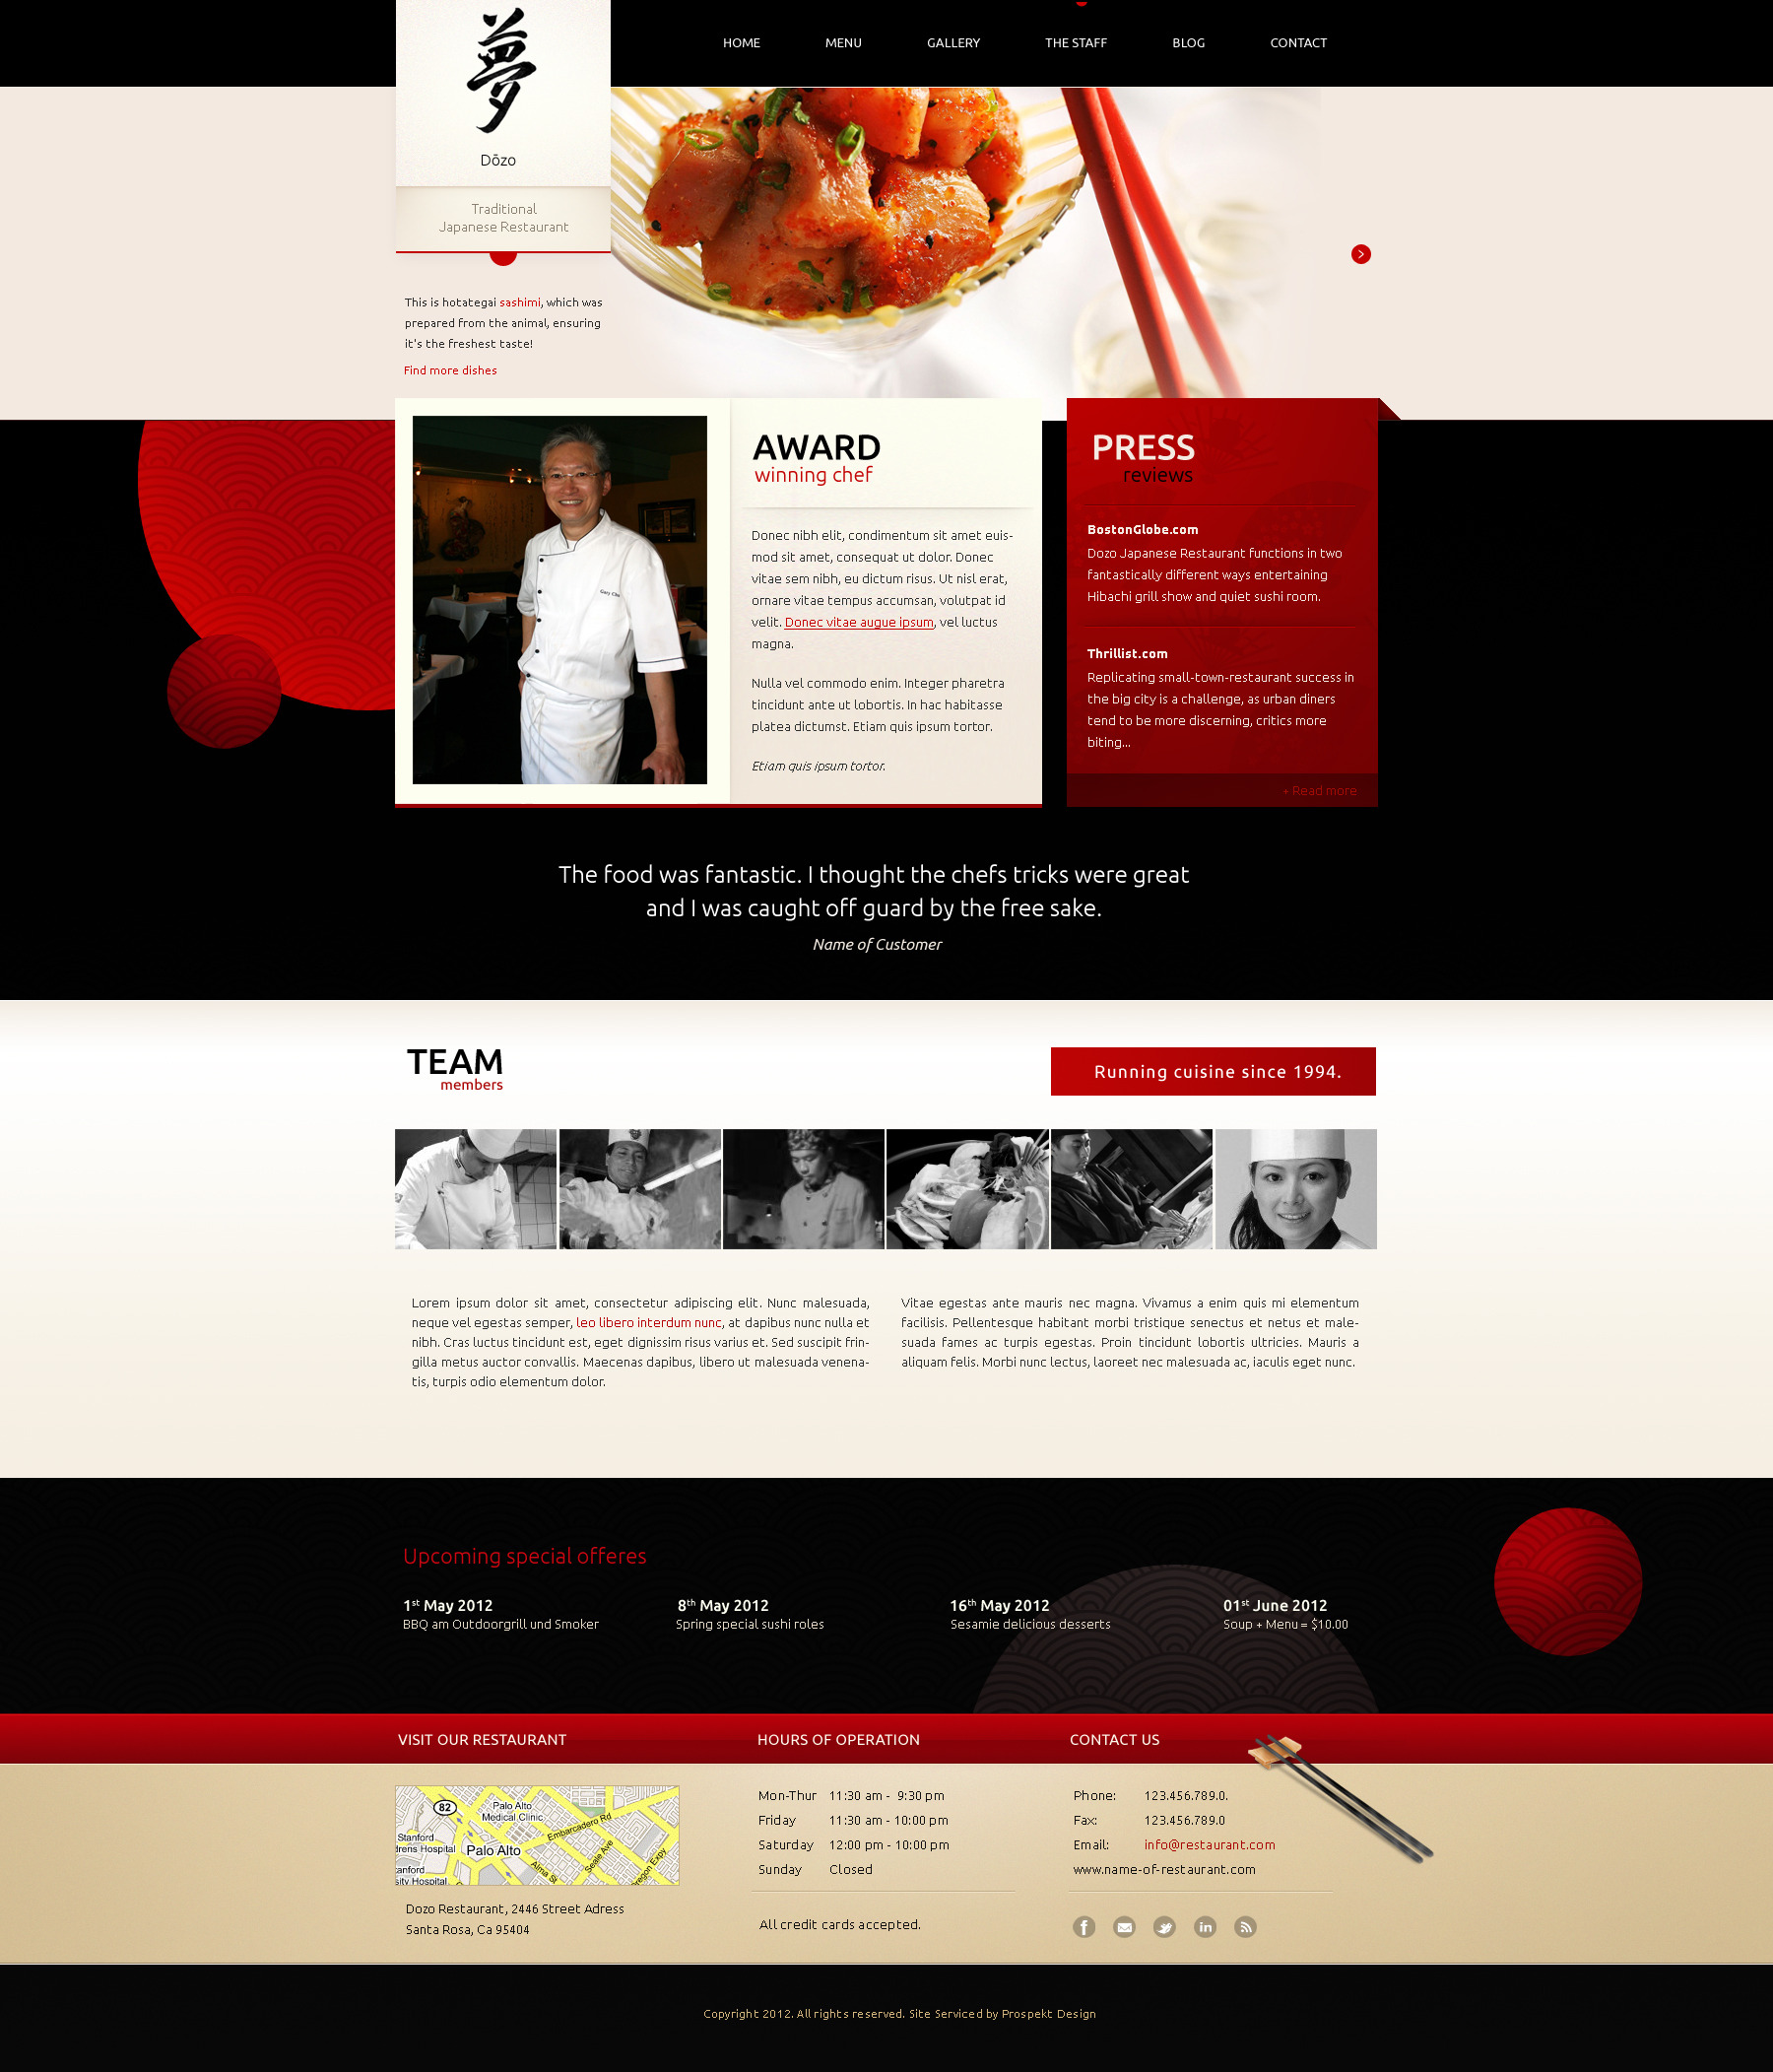 夢
Dōzo
Traditional
Japanese Restaurant
HOME MENU GALLERY THE STAFF BLOG CONTACT
This is hotategai sashimi, which was
prepared from the animal, ensuring
it's the freshest taste!
Find more dishes
AWARD
winning chef
Donec nibh elit, condimentum sit amet euis-
mod sit amet, consequat ut dolor. Donec
vitae sem nibh, eu dictum risus. Ut nisl erat,
ornare vitae tempus accumsan, volutpat id
velit. Donec vitae augue ipsum, vel luctus
magna.
Nulla vel commodo enim. Integer pharetra
tincidunt ante ut lobortis. In hac habitasse
platea dictumst. Etiam quis ipsum tortor.
Etiam quis ipsum tortor.
PRESS
reviews
BostonGlobe.com
Dozo Japanese Restaurant functions in two
fantastically different ways entertaining
Hibachi grill show and quiet sushi room.
Thrillist.com
Replicating small-town-restaurant success in
the big city is a challenge, as urban diners
tend to be more discerning, critics more
biting...
+ Read more
The food was fantastic. I thought the chefs tricks were great
and I was caught off guard by the free sake.
Name of Customer
TEAM
members
Running cuisine since 1994.
Lorem ipsum dolor sit amet, consectetur adipiscing elit. Nunc malesuada,
neque vel egestas semper, leo libero interdum nunc, at dapibus nunc nulla et
nibh. Cras luctus tincidunt est, eget dignissim risus varius et. Sed suscipit frin-
gilla metus auctor convallis. Maecenas dapibus, libero ut malesuada venena-
tis, turpis odio elementum dolor.
Vitae egestas ante mauris nec magna. Vivamus a enim quis mi elementum
facilisis. Pellentesque habitant morbi tristique senectus et netus et male-
suada fames ac turpis egestas. Proin tincidunt lobortis ultricies. Mauris a
aliquam felis. Morbi nunc lectus, laoreet nec malesuada ac, iaculis eget nunc.
Upcoming special offeres
1st May 2012
BBQ am Outdoorgrill und Smoker
8th May 2012
Spring special sushi roles
16th May 2012
Sesamie delicious desserts
01st June 2012
Soup + Menu = $10.00
VISIT OUR RESTAURANT
82
Palo Alto
Medical Clinic
Embarcadero Rd
Stanford
drens Hospital
Palo Alto
Alma St
Seale Ave
Oregon Expy
tanford
sity Hospital
Dozo Restaurant, 2446 Street Adress
Santa Rosa, Ca 95404
HOURS OF OPERATION
Mon-Thur 11:30 am - 9:30 pm
Friday 11:30 am - 10:00 pm
Saturday 12:00 pm - 10:00 pm
Sunday Closed
All credit cards accepted.
CONTACT US
Phone: 123.456.789.0.
Fax: 123.456.789.0
Email: info@restaurant.com
www.name-of-restaurant.com
Copyright 2012. All rights reserved. Site Serviced by Prospekt Design